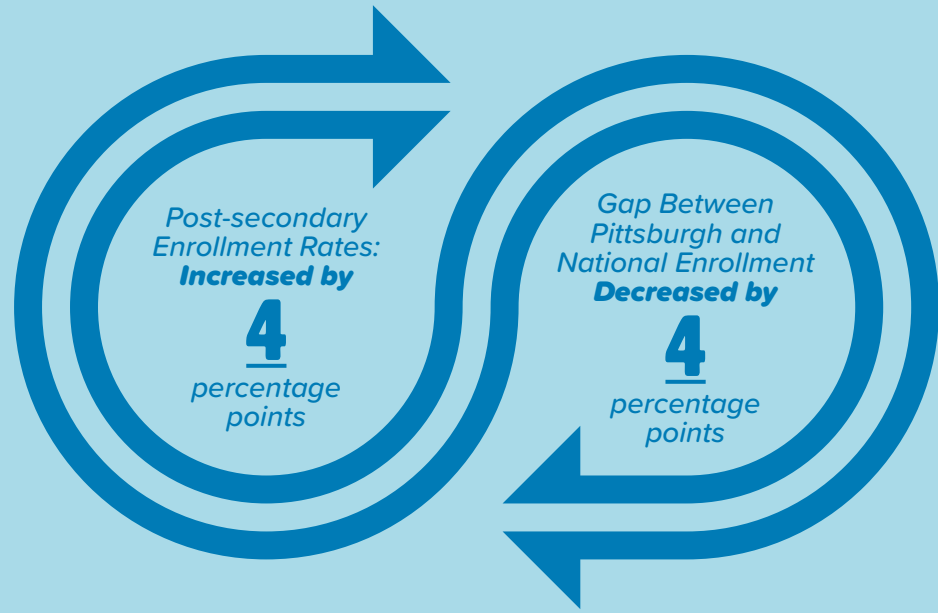 Post-secondary
Enrollment Rates:
Increased by
4
percentage
points
Gap Between
Pittsburgh and
National Enrollment
Decreased by
4
percentage
points